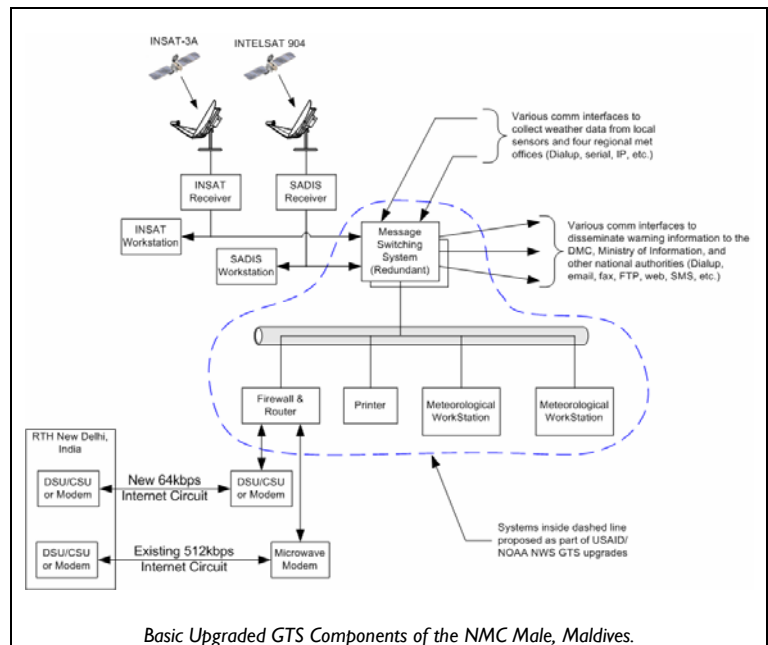 INSAT-3A
INTELSAT 904
Various comm interfaces to
collect weather data from local
sensors and four regional met
offices (Dialup, serial, IP, etc.)
INSAT
Receiver
SADIS
Receiver
INSAT
Workstation
SADIS
Workstation
Message
Switching
System
(Redundant)
Various comm interfaces to
disseminate warning information to the
DMC, Ministry of Information, and
other national authorities (Dialup,
email, fax, FTP, web, SMS, etc.)
Firewall &
Router
Printer
Meteorological
WorkStation
Meteorological
WorkStation
RTH New Delhi,
India
DSU/CSU
or Modem
New 64kbps
Internet Circuit
DSU/CSU
or Modem
DSU/CSU
or Modem
Existing 512kbps
Internet Circuit
Microwave
Modem
Systems inside dashed line
proposed as part of USAID/
NOAA NWS GTS upgrades
Basic Upgraded GTS Components of the NMC Male, Maldives.